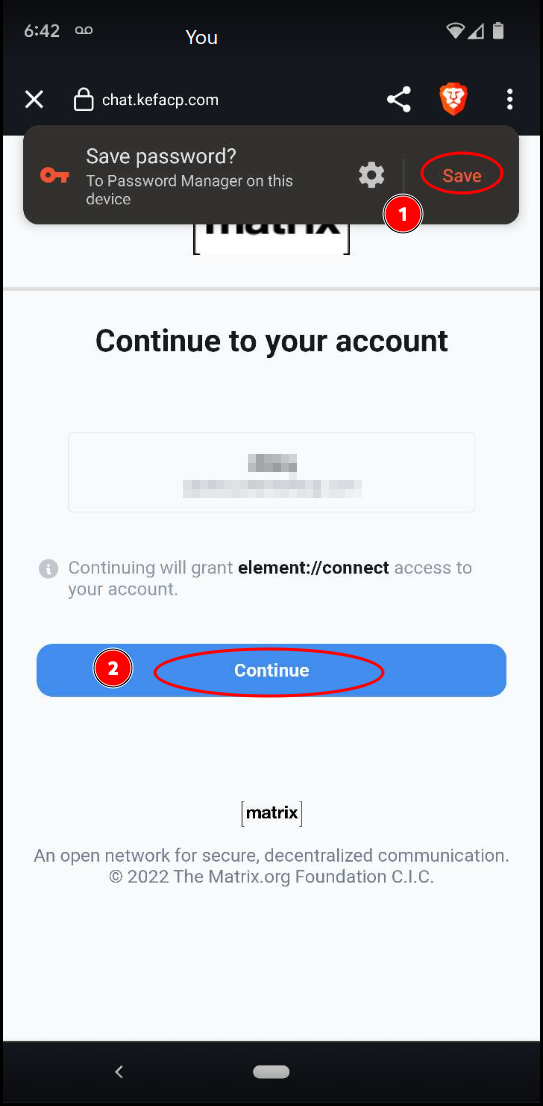 6:42
You
chat.kefacp.com
Save password?
To Password Manager on this
device
Save
1
[matrix]
Continue to your account
Continuing will grant element://connect access to
your account.
2
Continue
[matrix]
An open network for secure, decentralized communication.
© 2022 The Matrix.org Foundation C.I.C.